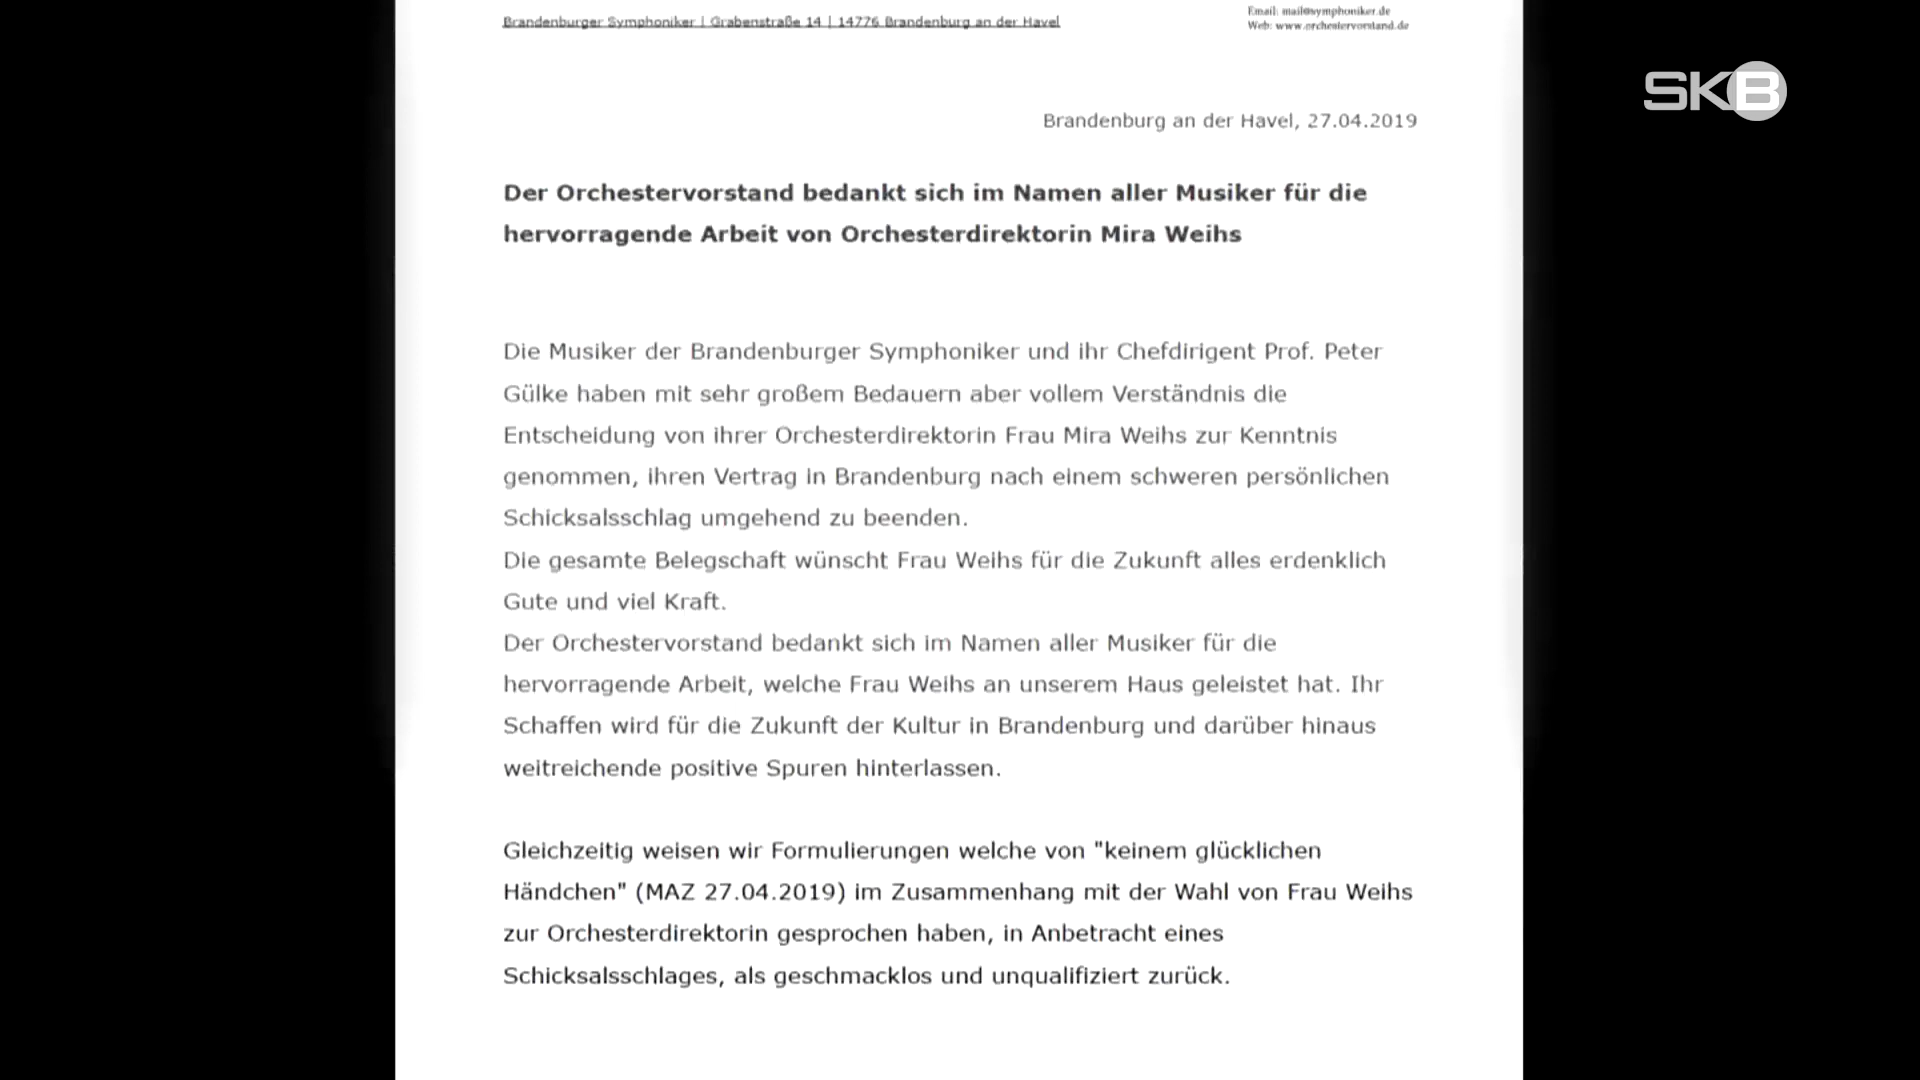 Brandenburger Symphoniker | Grabenstraße 14 | 14776 Brandenburg an der Havel
Email: mail@symphoniker.de
Web: www.orchestervorstand.de
SKB
Brandenburg an der Havel, 27.04.2019
Der Orchestervorstand bedankt sich im Namen aller Musiker für die
hervorragende Arbeit von Orchesterdirektorin Mira Weihs
Die Musiker der Brandenburger Symphoniker und ihr Chefdirigent Prof. Peter
Gülke haben mit sehr großem Bedauern aber vollem Verständnis die
Entscheidung von ihrer Orchesterdirektorin Frau Mira Weihs zur Kenntnis
genommen, ihren Vertrag in Brandenburg nach einem schweren persönlichen
Schicksalsschlag umgehend zu beenden.
Die gesamte Belegschaft wünscht Frau Weihs für die Zukunft alles erdenklich
Gute und viel Kraft.
Der Orchestervorstand bedankt sich im Namen aller Musiker für die
hervorragende Arbeit, welche Frau Weihs an unserem Haus geleistet hat. Ihr
Schaffen wird für die Zukunft der Kultur in Brandenburg und darüber hinaus
weitreichende positive Spuren hinterlassen.
Gleichzeitig weisen wir Formulierungen welche von "keinem glücklichen
Händchen" (MAZ 27.04.2019) im Zusammenhang mit der Wahl von Frau Weihs
zur Orchesterdirektorin gesprochen haben, in Anbetracht eines
Schicksalsschlages, als geschmacklos und unqualifiziert zurück.